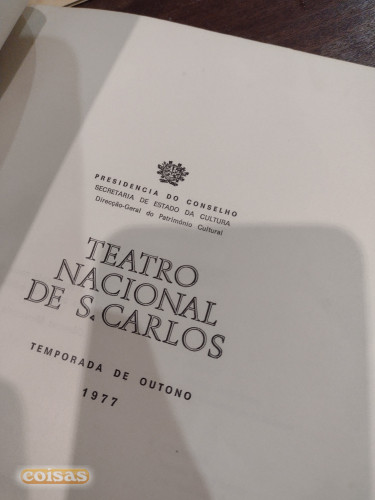 PRESIDENCIA DO CONSELHO
SECRETARIA DE ESTADO DA CULTURA
Direcção-Geral do Património Cultural
TEATRO
NACIONAL
DE S. CARLOS
TEMPORADA DE OUTONO
1977
coisas